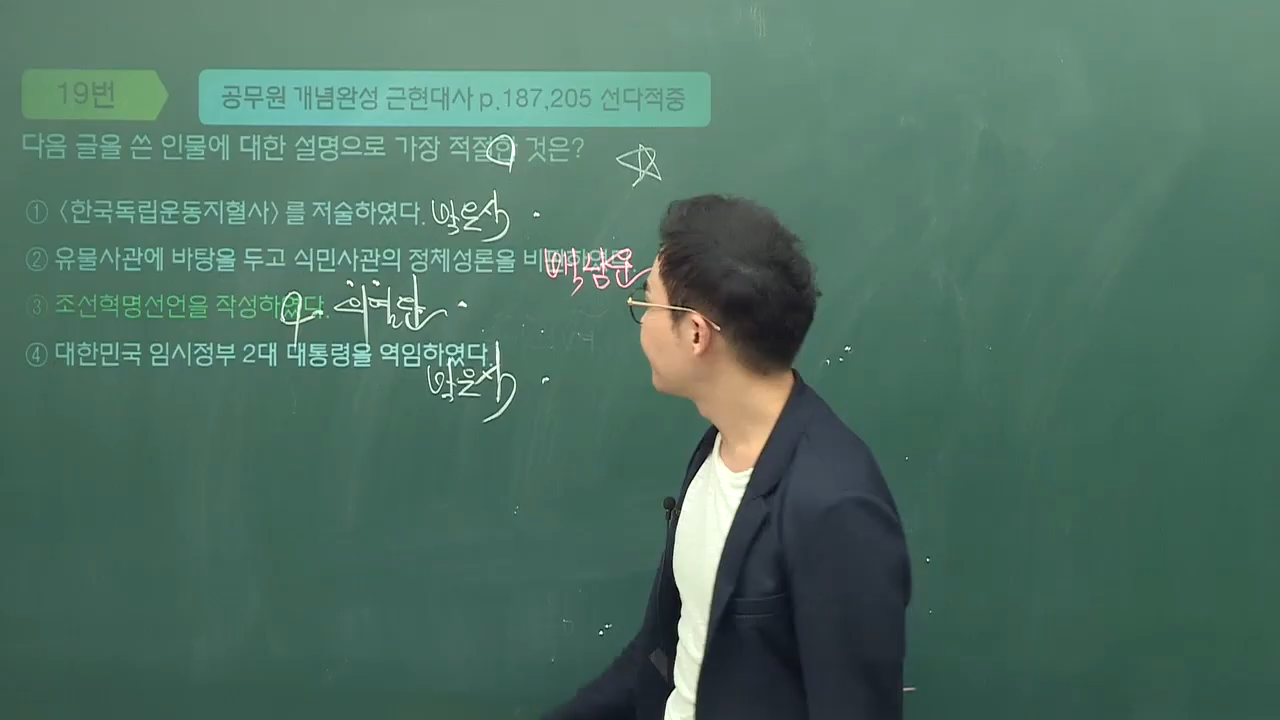 19번
공무원 개념완성 근현대사 p.187,205 선다적중
다음 글을 쓴 인물에 대한 설명으로 가장 적절한 것은?
① <한국독립운동지혈사>를 저술하였다. 박은식
② 유물사관에 바탕을 두고 식민사관의 정체성론을 백남운
③ 조선혁명선언을 작성하였다. 의열단
④ 대한민국 임시정부 2대 대통령을 역임하였다.
박은식